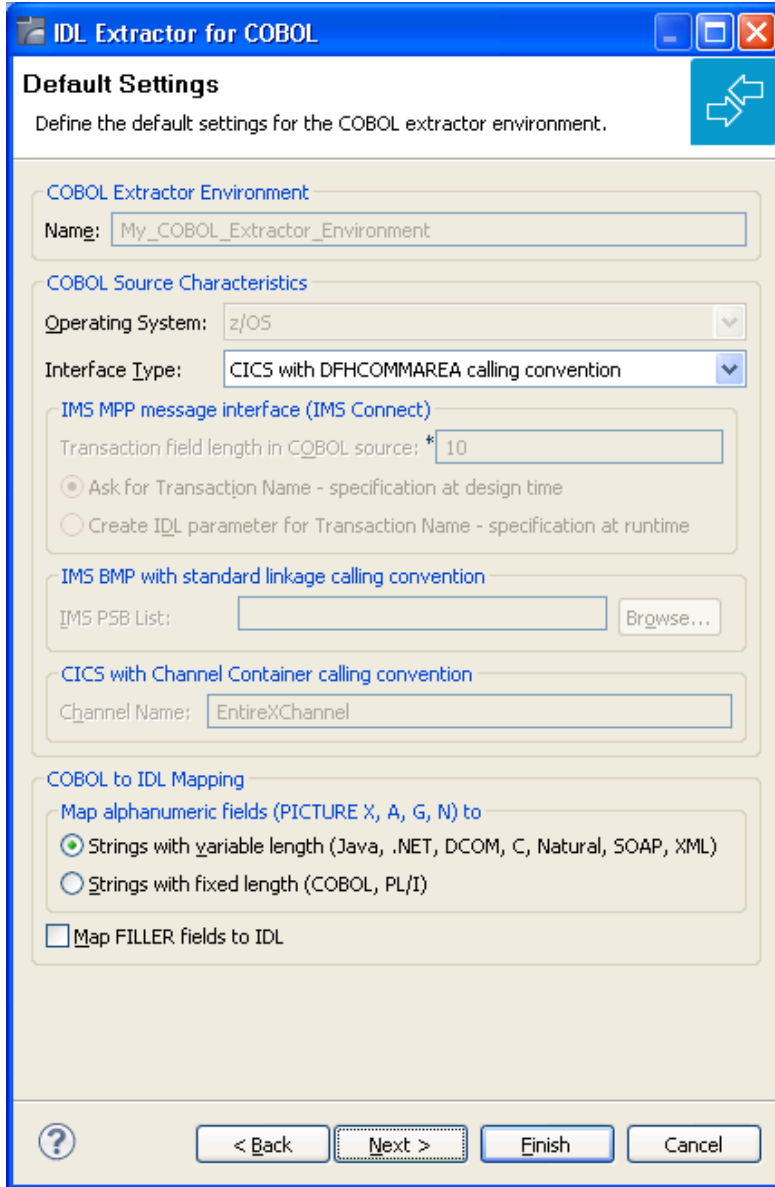 IDL Extractor for COBOL
Default Settings
Define the default settings for the COBOL extractor environment.
COBOL Extractor Environment
Name: My_COBOL_Extractor_Environment
COBOL Source Characteristics
Operating System: z/OS
Interface Type: CICS with DFHCOMMAREA calling convention
IMS MPP message interface (IMS Connect)
Transaction field length in COBOL source: * 10
Ask for Transaction Name - specification at design time
Create IDL parameter for Transaction Name - specification at runtime
IMS BMP with standard linkage calling convention
IMS PSB List: Browse...
CICS with Channel Container calling convention
Channel Name: EntireXChannel
COBOL to IDL Mapping
Map alphanumeric fields (PICTURE X, A, G, N) to
Strings with variable length (Java, .NET, DCOM, C, Natural, SOAP, XML)
Strings with fixed length (COBOL, PL/I)
Map FILLER fields to IDL
? < Back Next > Finish Cancel